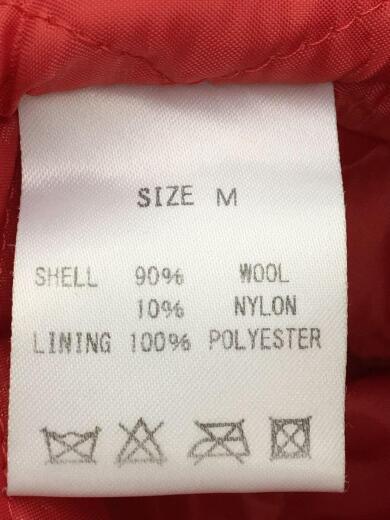 SIZE M
SHELL 90% WOOL
10% NYLON
LINING 100% POLYESTER